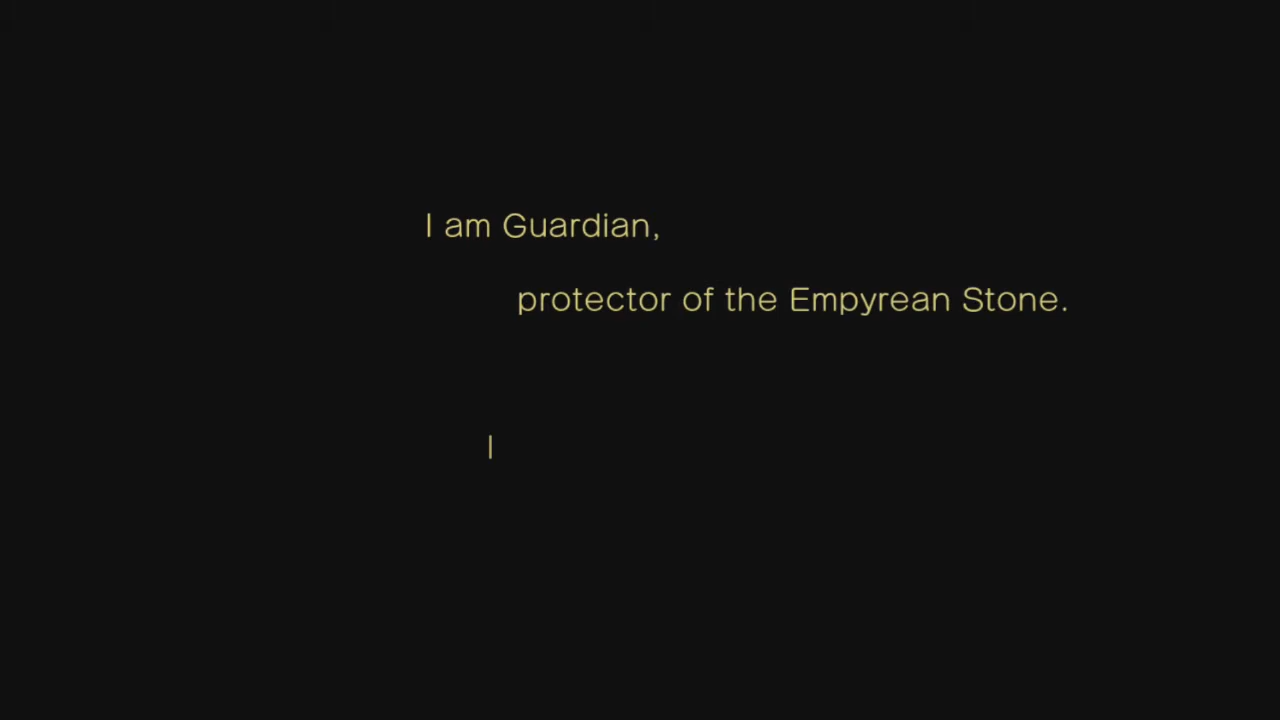 I am Guardian,
protector of the Empyrean Stone.
I